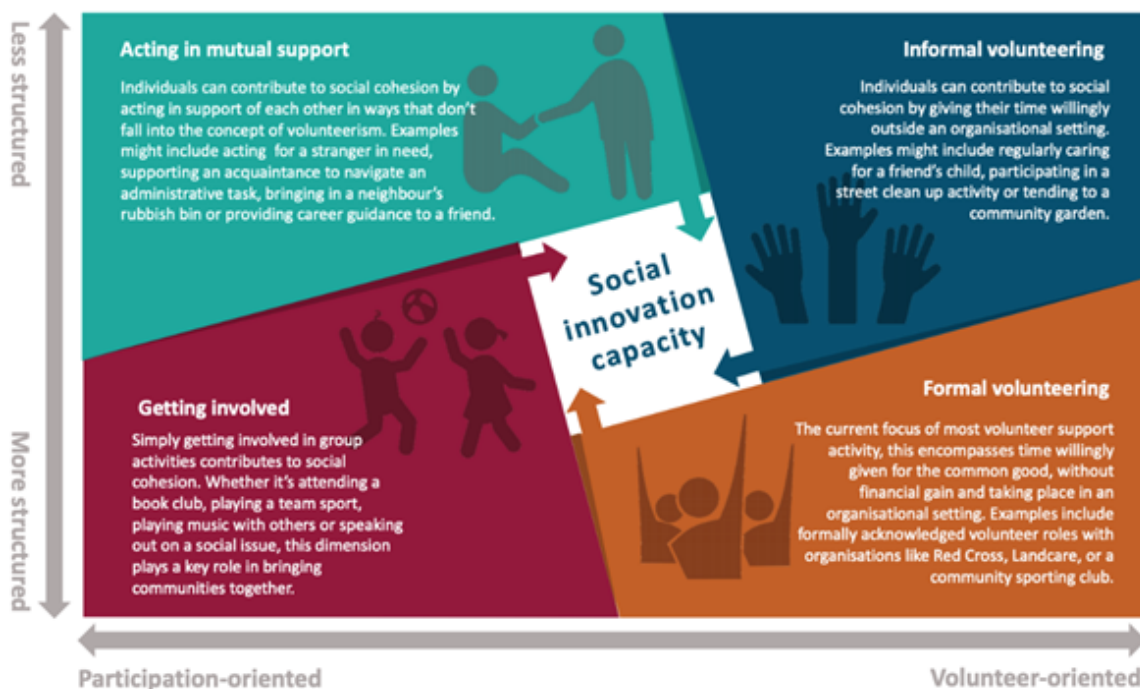 Less structured
More structured
Acting in mutual support
Individuals can contribute to social cohesion by
acting in support of each other in ways that don't
fall into the concept of volunteerism. Examples
might include acting for a stranger in need,
supporting an acquaintance to navigate an
administrative task, bringing in a neighbour's
rubbish bin or providing career guidance to a friend.
Informal volunteering
Individuals can contribute to social
cohesion by giving their time willingly
outside an organisational setting.
Examples might include regularly caring
for a friend's child, participating in a
street clean up activity or tending to a
community garden.
Social
innovation
capacity
Getting involved
Simply getting involved in group
activities contributes to social
cohesion. Whether it's attending a
book club, playing a team sport,
playing music with others or speaking
out on a social issue, this dimension
plays a key role in bringing
communities together.
Formal volunteering
The current focus of most volunteer support
activity, this encompasses time willingly
given for the common good, without
financial gain and taking place in an
organisational setting. Examples include
formally acknowledged volunteer roles with
organisations like Red Cross, Landcare, or a
community sporting club.
Participation-oriented
Volunteer-oriented